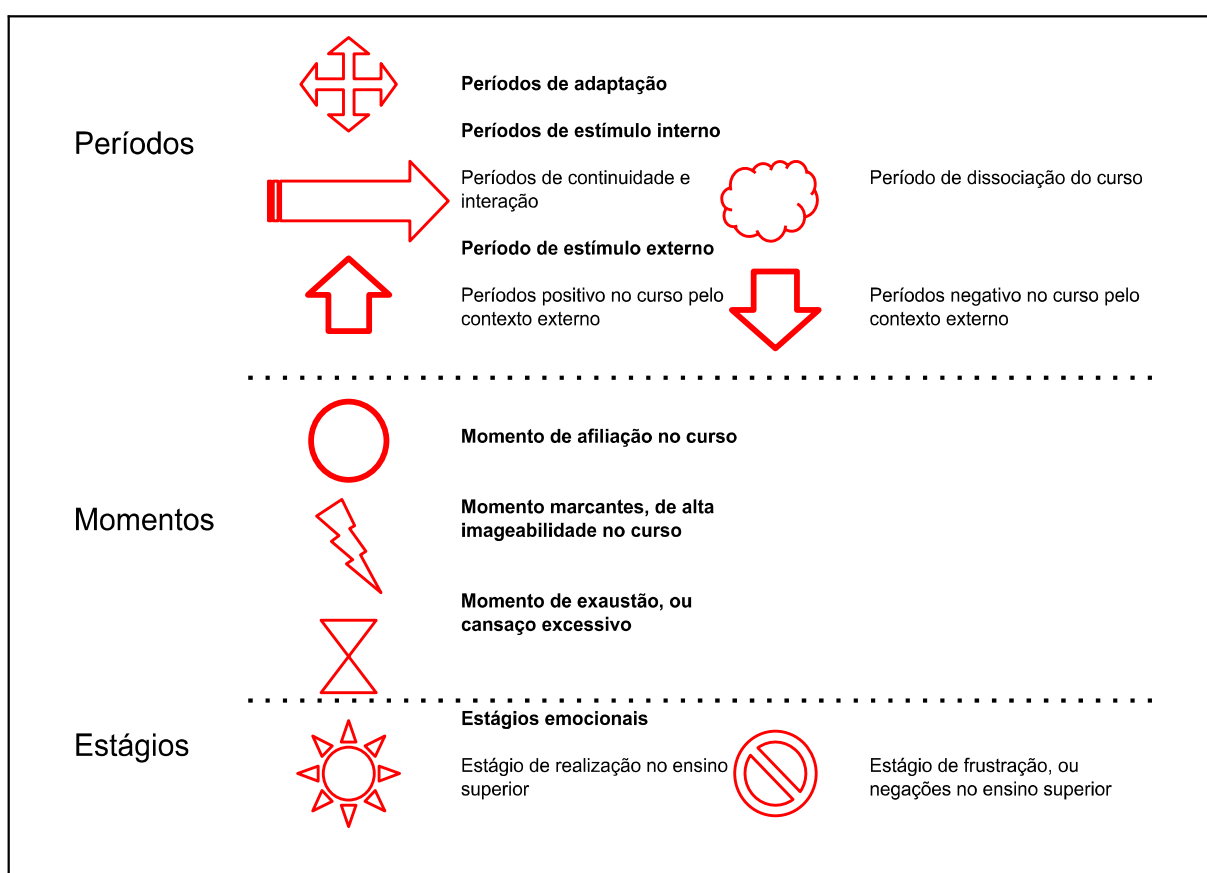 Períodos
Períodos de adaptação
Períodos de estímulo interno
Períodos de continuidade e
interação
Período de dissociação do curso
Período de estímulo externo
Períodos positivo no curso pelo
contexto externo
Períodos negativo no curso pelo
contexto externo
Momentos
Momento de afiliação no curso
Momento marcantes, de alta
imageabilidade no curso
Momento de exaustão, ou
cansaço excessivo
Estágios
Estágios emocionais
Estágio de realização no ensino
superior
Estágio de frustração, ou
negações no ensino superior